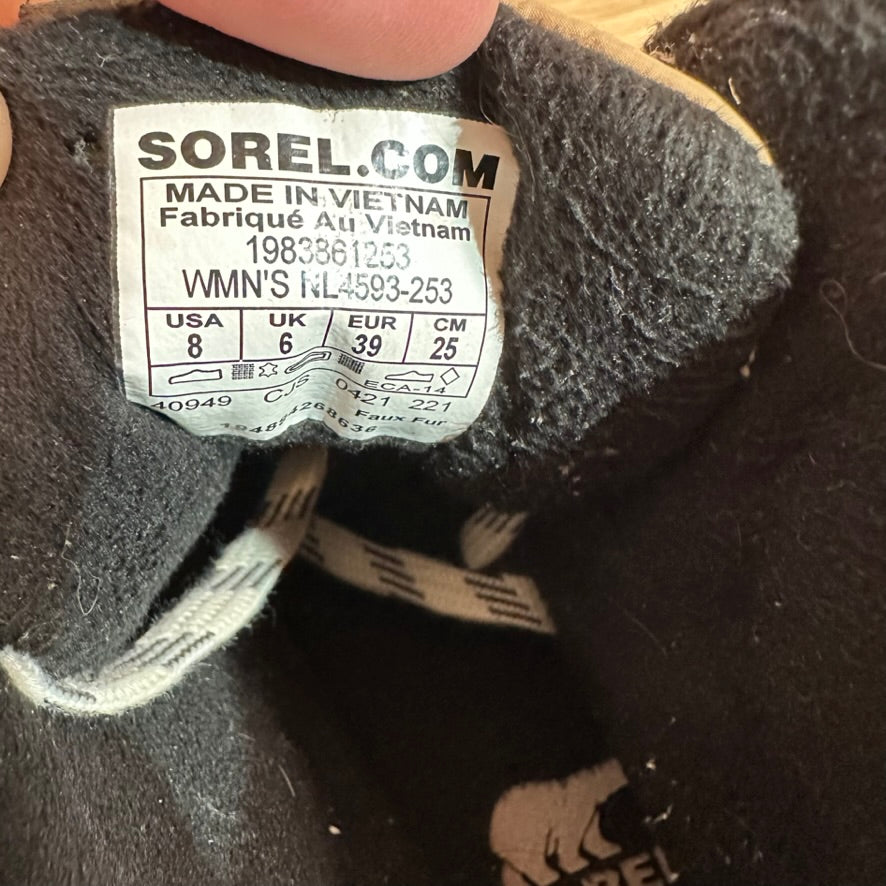 SOREL.COM
MADE IN VIETNAM
Fabriqué Au Vietnam
1983861253
WMN'S NL4593-253
USA UK EUR CM
8 6 39 25
ECA-14
40949 CJS 0421 221
Faux Fur